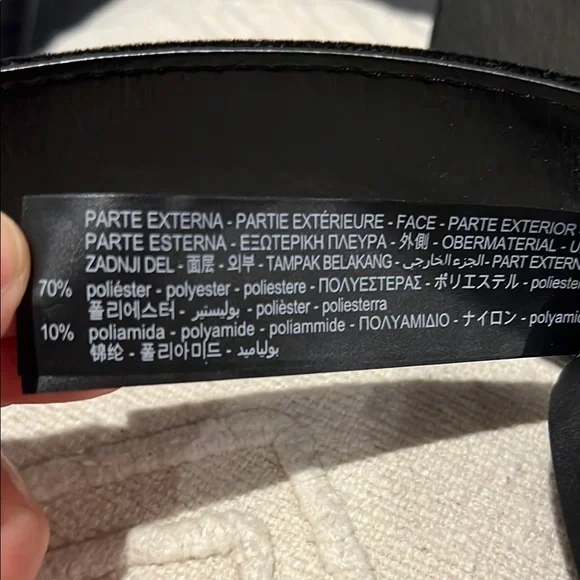 PARTE EXTERNA - PARTIE EXTÉRIEURE - FACE - PARTE EXTERIOR
PARTE ESTERNA - ΕΞΩΤΕΡΙΚΗ ΠΛΕΥΡΑ - 外側 - OBERMATERIAL -
ZADNJI DEL - 面层 - 외부 - TAMPAK BELAKANG - الجزء الخارجي - PART EXTERN
70% poliéster - polyester - poliestere - ΠΟΛΥΕΣΤΕΡΑΣ - ポリエステル - poliester
폴리에스터 - بوليستير - polièster - poliesterra
10% poliamida - polyamide - poliammide - ΠΟΛΥΑΜΙΔΙΟ - ナイロン - polyamid
锦纶 - 폴리아미드 - بولياميد